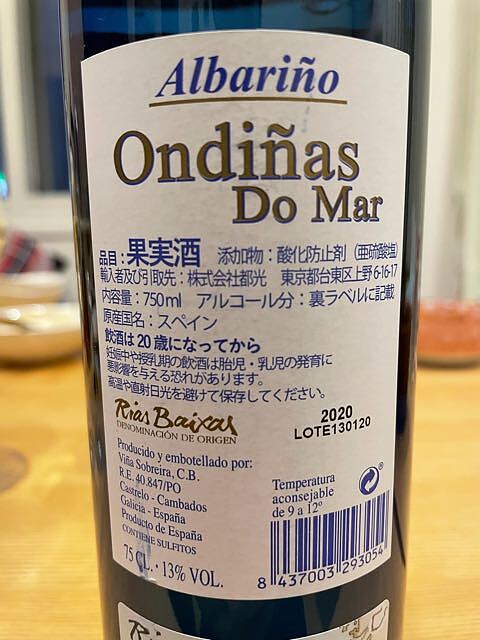 Albariño
Ondiñas
Do Mar
品目：果実酒 添加物：酸化防止剤（亜硫酸塩）
輸入者及び引取先：株式会社都光 東京都台東区上野6-16-17
内容量：750ml アルコール分：裏ラベルに記載
原産国名：スペイン
飲酒は20歳になってから
妊娠中や授乳期の飲酒は胎児・乳児の発育に
悪影響を与える恐れがあります。
高温や直射日光を避けて保存してください。
Rias Baixas
DENOMINACIÓN DE ORIGEN
2020
LOTE130120
Producido y embotellado por:
Viña Sobreira, C.B.
R.E. 40.847/PO
Castrelo - Cambados
Galicia - España
Producto de España
CONTIENE SULFITOS
75 CL. · 13% VOL.
Temperatura
aconsejable
de 9 a 12º
8 437003 293054